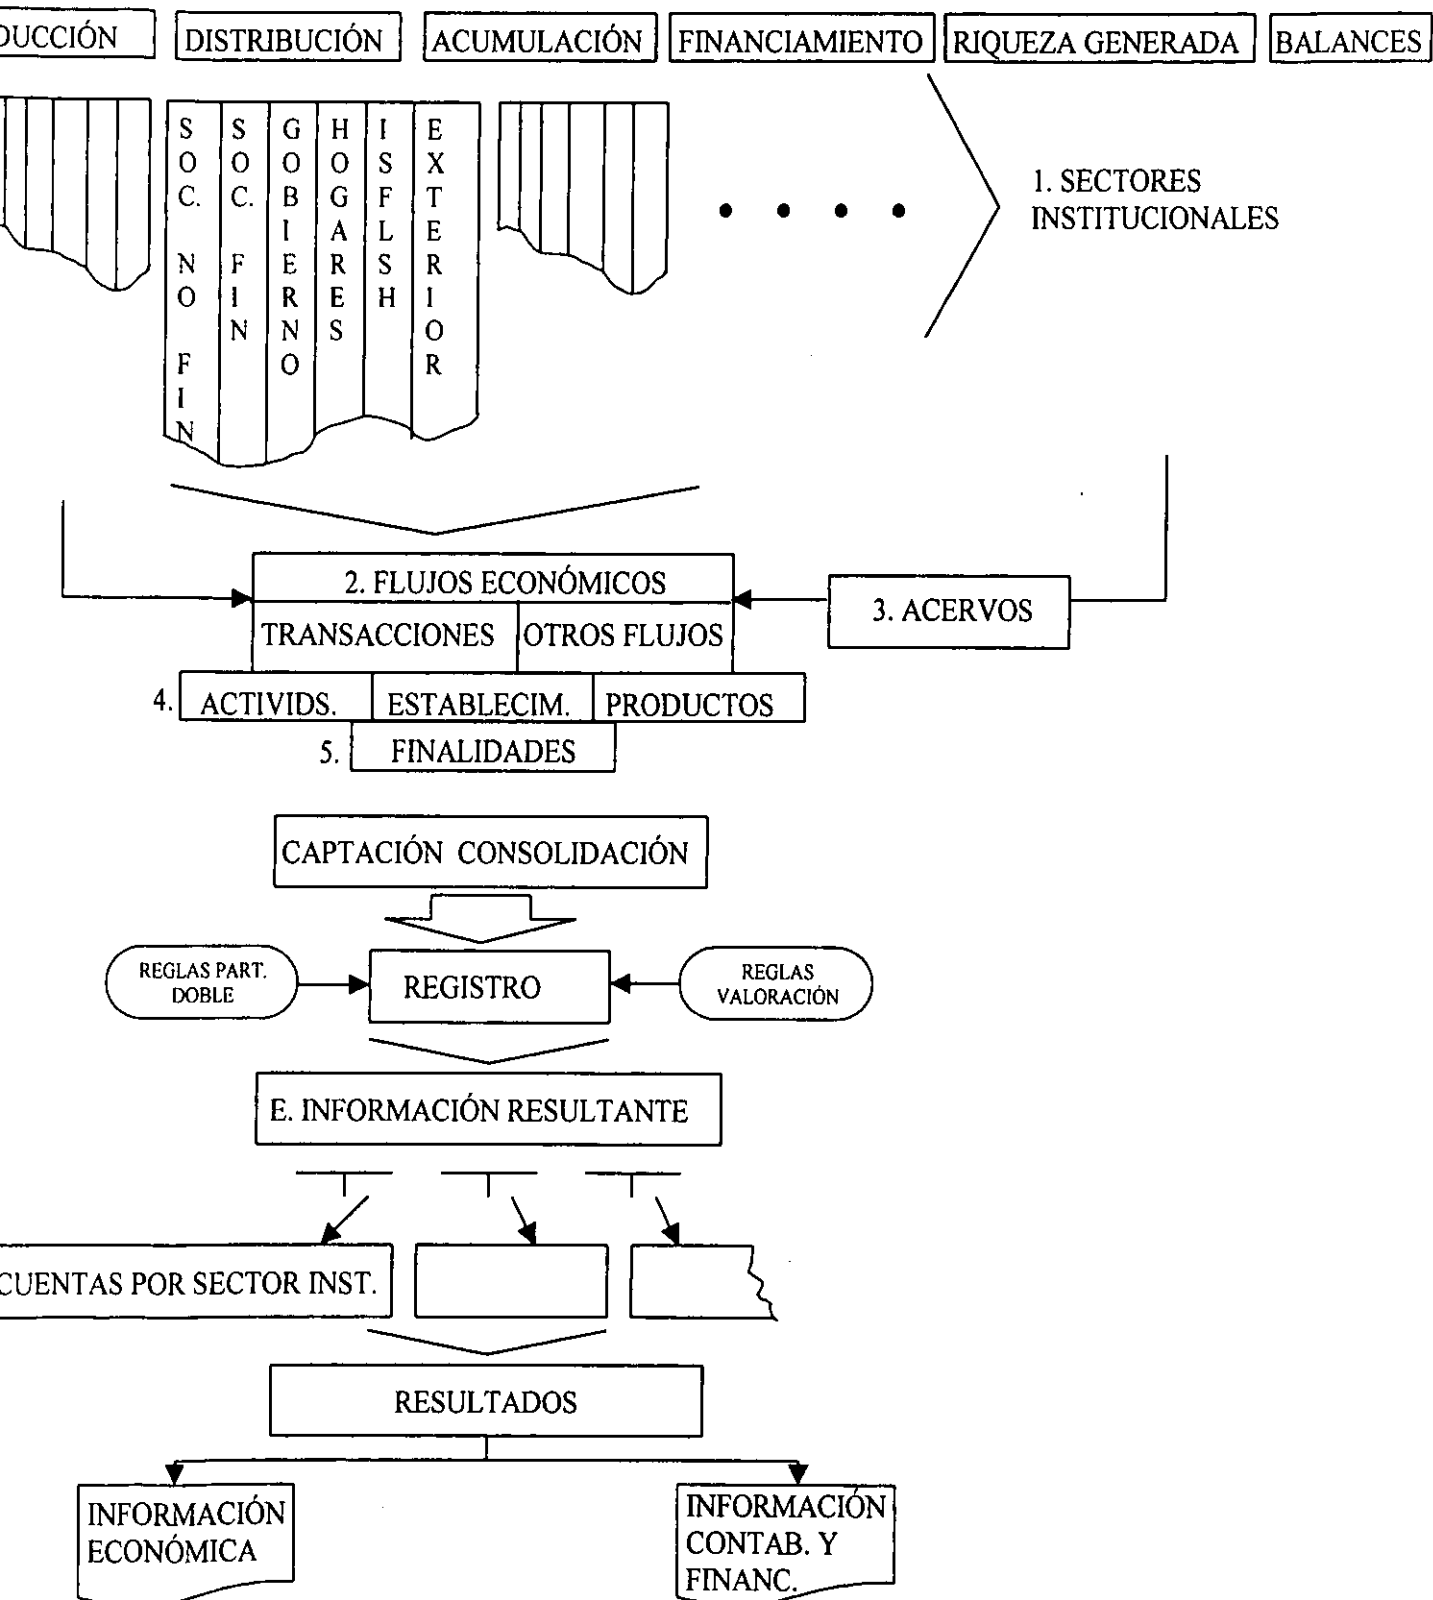 DUCCIÓN
DISTRIBUCIÓN
ACUMULACIÓN
FINANCIAMIENTO
RIQUEZA GENERADA
BALANCES
SOC. NO FIN
SOC. FIN
GOBIERNO
HOGARES
ISFLSH
EXTERIOR
1. SECTORES
INSTITUCIONALES
2. FLUJOS ECONÓMICOS
3. ACERVOS
TRANSACCIONES
OTROS FLUJOS
4. ACTIVIDS.
ESTABLECIM.
PRODUCTOS
5. FINALIDADES
CAPTACIÓN CONSOLIDACIÓN
REGLAS PART.
DOBLE
REGISTRO
REGLAS
VALORACIÓN
E. INFORMACIÓN RESULTANTE
CUENTAS POR SECTOR INST.
RESULTADOS
INFORMACIÓN
ECONÓMICA
INFORMACIÓN
CONTAB. Y
FINANC.